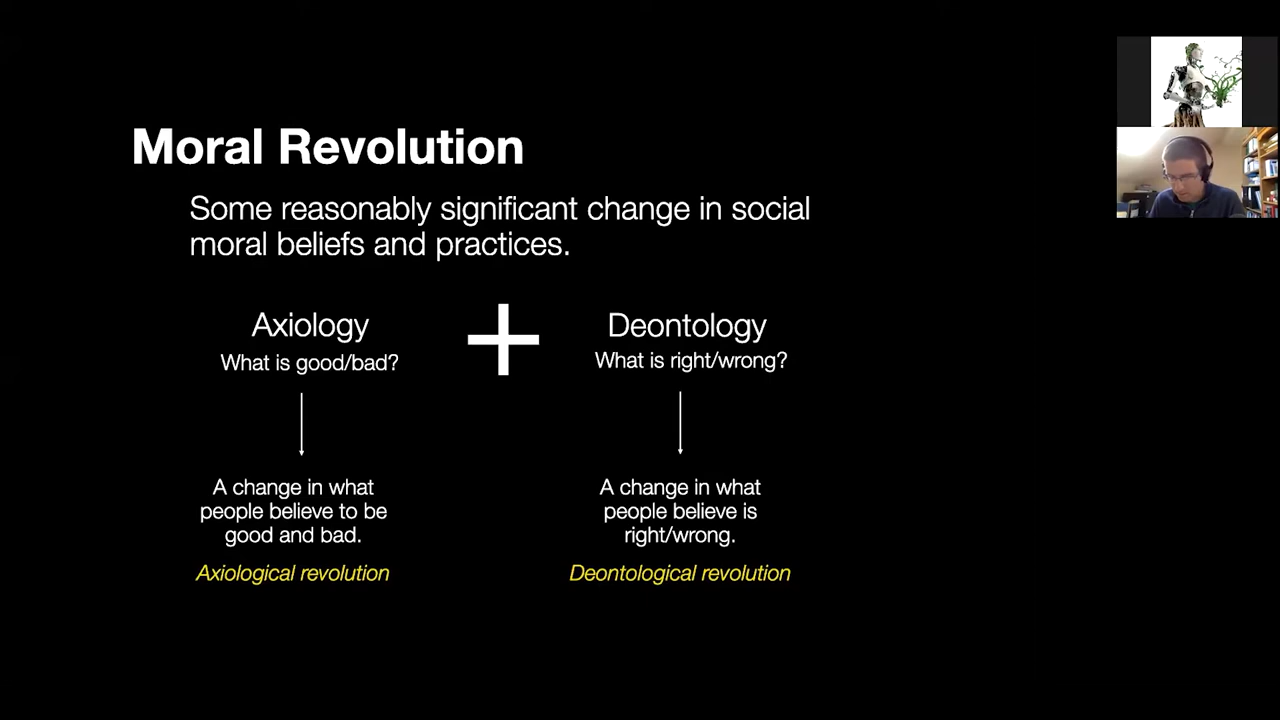 Moral Revolution
Some reasonably significant change in social
moral beliefs and practices.
Axiology
What is good/bad?
Deontology
What is right/wrong?
A change in what
people believe to be
good and bad.
Axiological revolution
A change in what
people believe is
right/wrong.
Deontological revolution